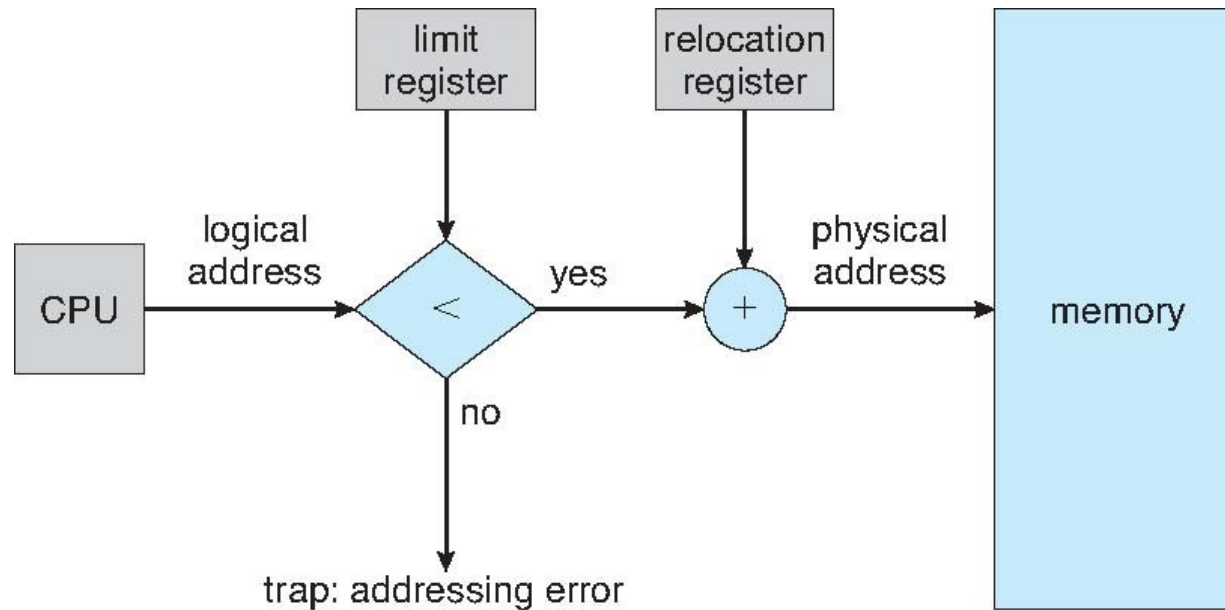 limit
register
relocation
register
logical
address
physical
address
CPU
<
yes
+
memory
no
trap: addressing error